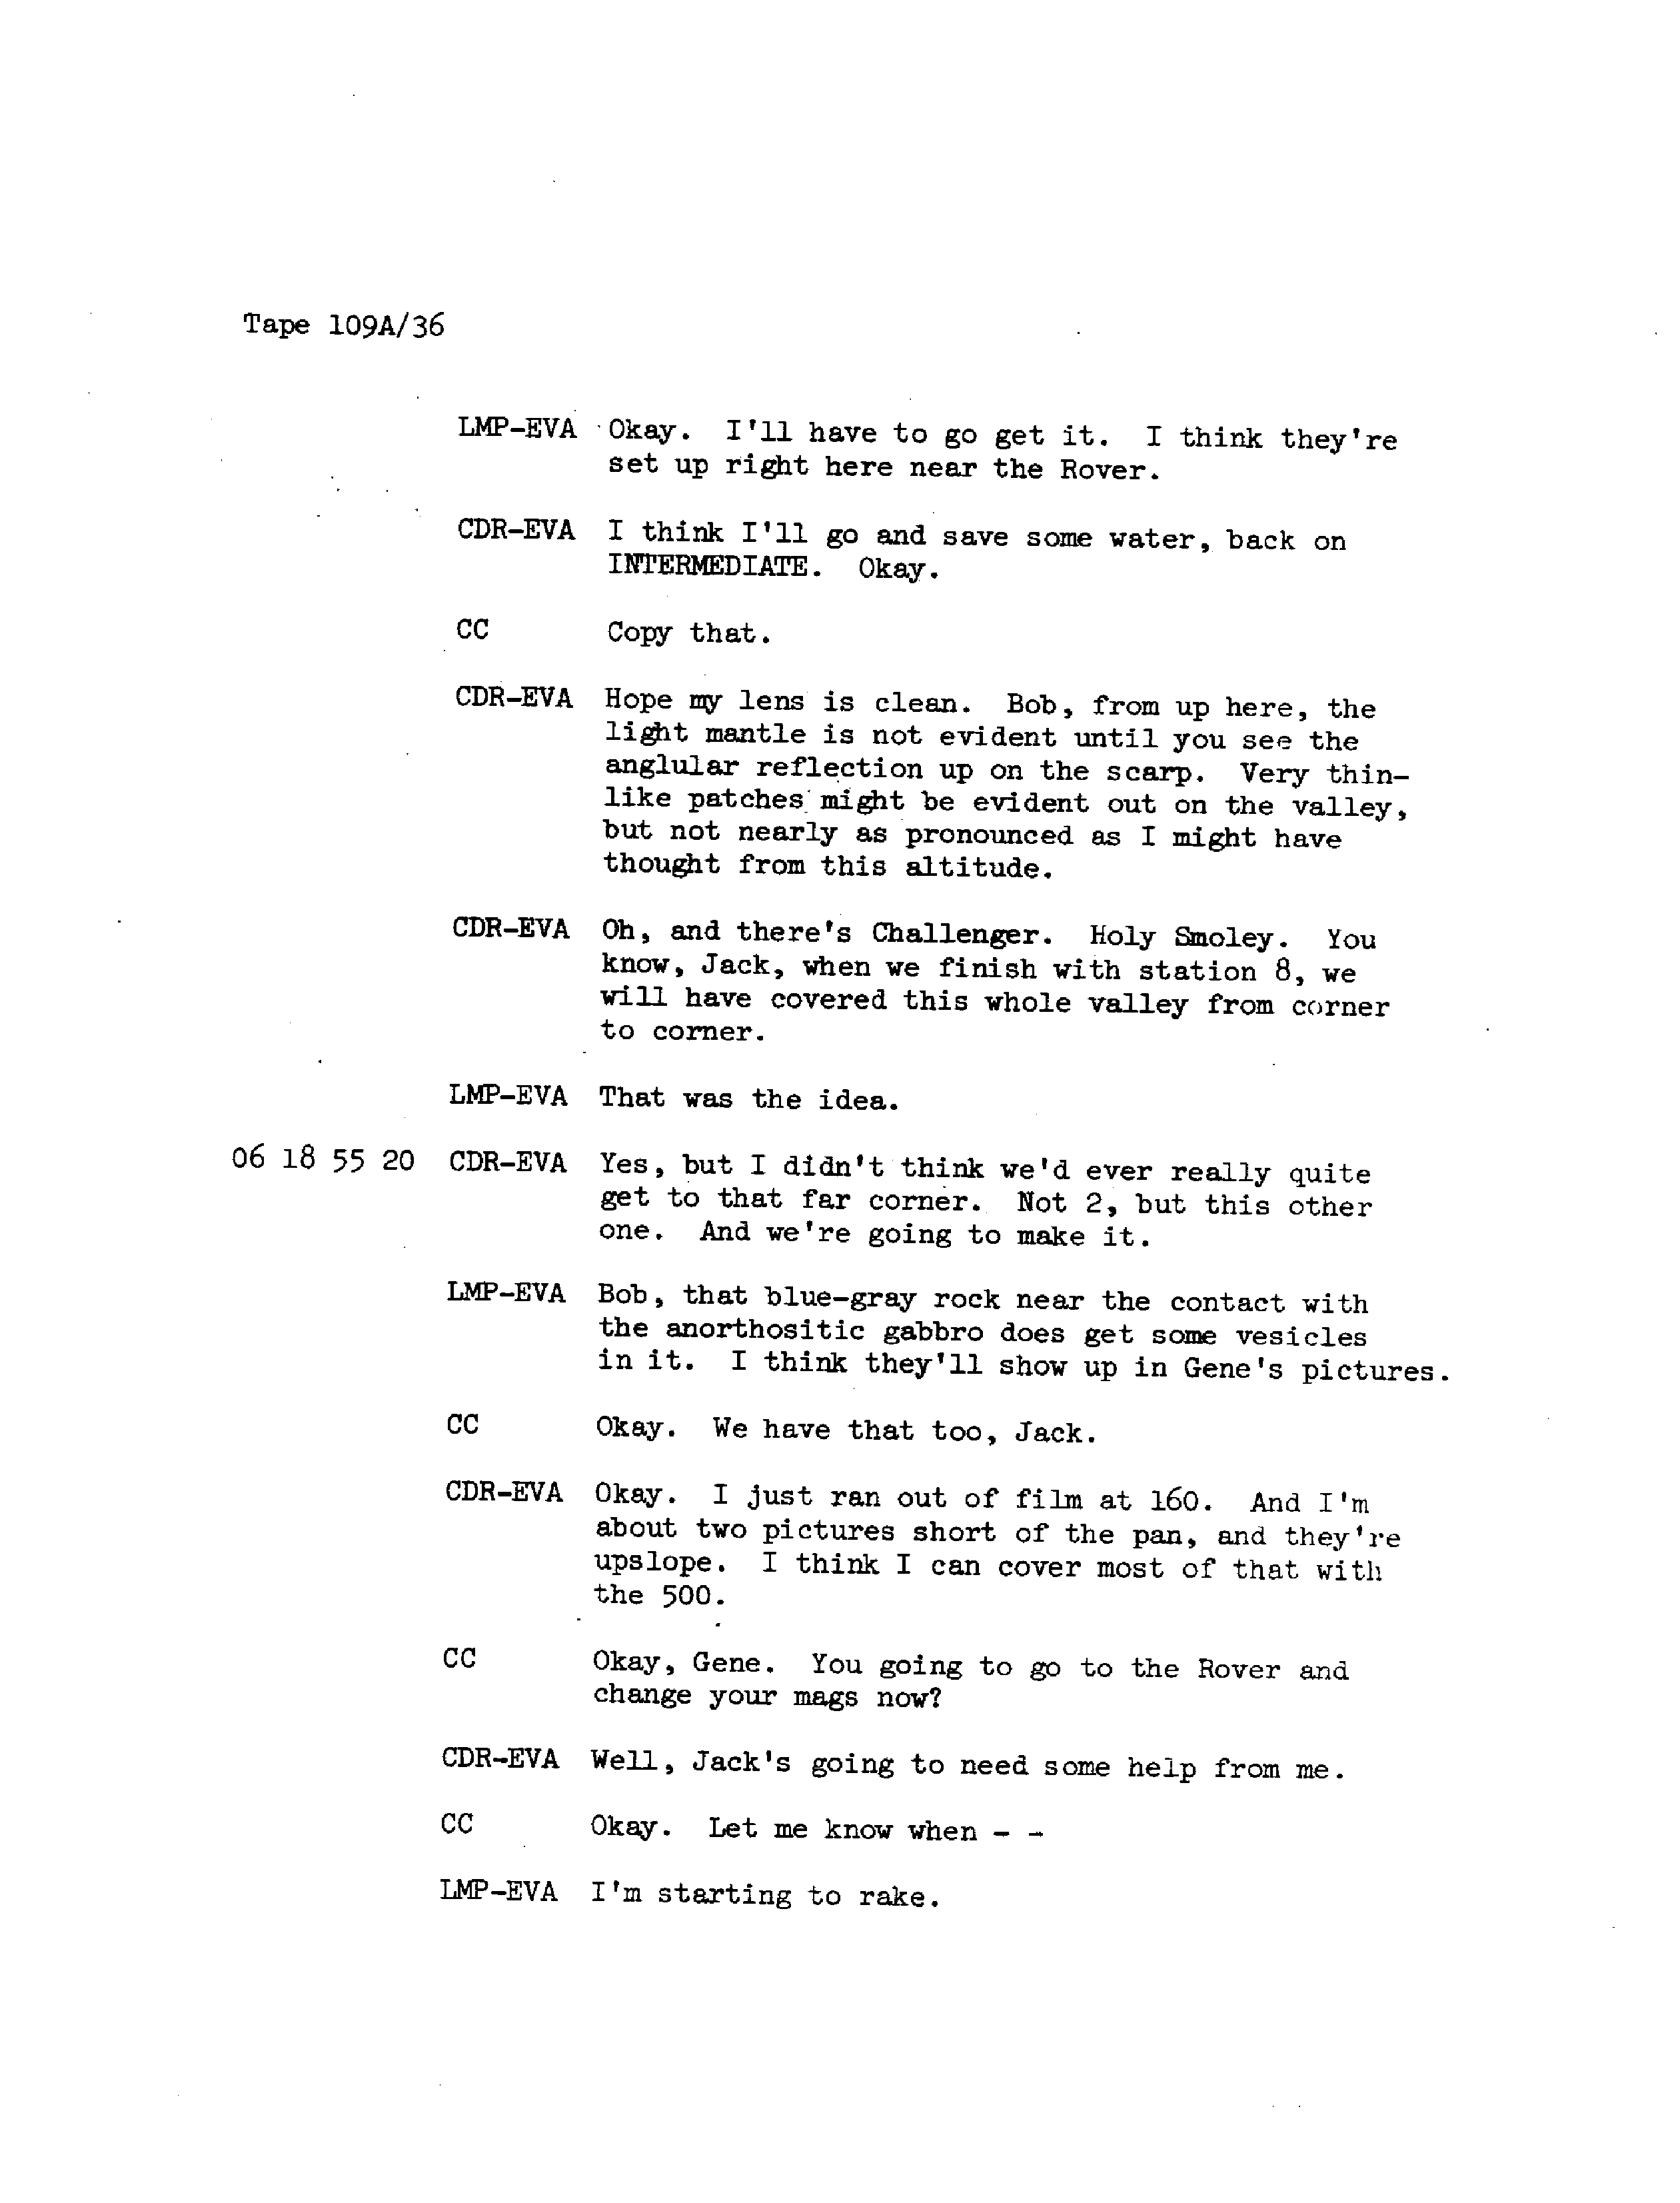 Tape 109A/36
LMP-EVA Okay. I'll have to go get it. I think they're
set up right here near the Rover.
CDR-EVA I think I'll go and save some water, back on
INTERMEDIATE. Okay.
CC Copy that.
CDR-EVA Hope my lens is clean. Bob, from up here, the
light mantle is not evident until you see the
anglular reflection up on the scarp. Very thin-
like patches might be evident out on the valley,
but not nearly as pronounced as I might have
thought from this altitude.
CDR-EVA Oh, and there's Challenger. Holy Smoley. You
know, Jack, when we finish with station 8, we
will have covered this whole valley from corner
to corner.
LMP-EVA That was the idea.
06 18 55 20 CDR-EVA Yes, but I didn't think we'd ever really quite
get to that far corner. Not 2, but this other
one. And we're going to make it.
LMP-EVA Bob, that blue-gray rock near the contact with
the anorthositic gabbro does get some vesicles
in it. I think they'll show up in Gene's pictures.
CC Okay. We have that too, Jack.
CDR-EVA Okay. I just ran out of film at 160. And I'm
about two pictures short of the pan, and they're
upslope. I think I can cover most of that with
the 500.
CC Okay, Gene. You going to go to the Rover and
change your mags now?
CDR-EVA Well, Jack's going to need some help from me.
CC Okay. Let me know when - -
LMP-EVA I'm starting to rake.